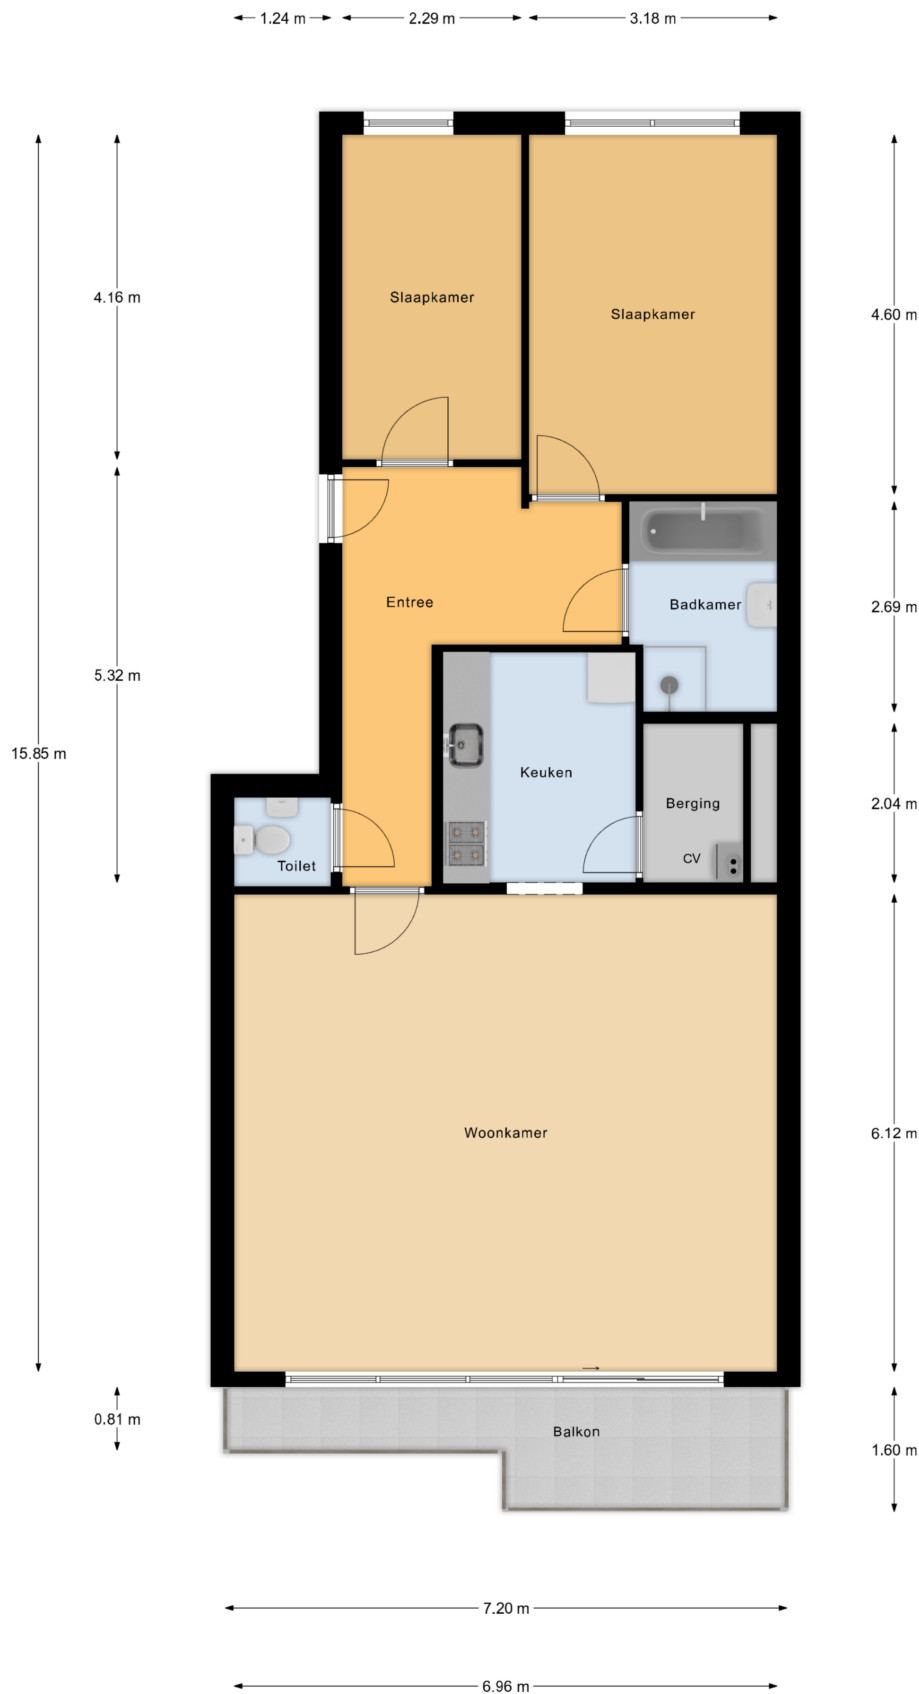 1.24 m
2.29 m
3.18 m
4.16 m
Slaapkamer
Slaapkamer
4.60 m
Entree
Badkamer
2.69 m
5.32 m
15.85 m
Keuken
Berging
2.04 m
CV
Toilet
Woonkamer
6.12 m
0.81 m
Balkon
1.60 m
7.20 m
6.96 m